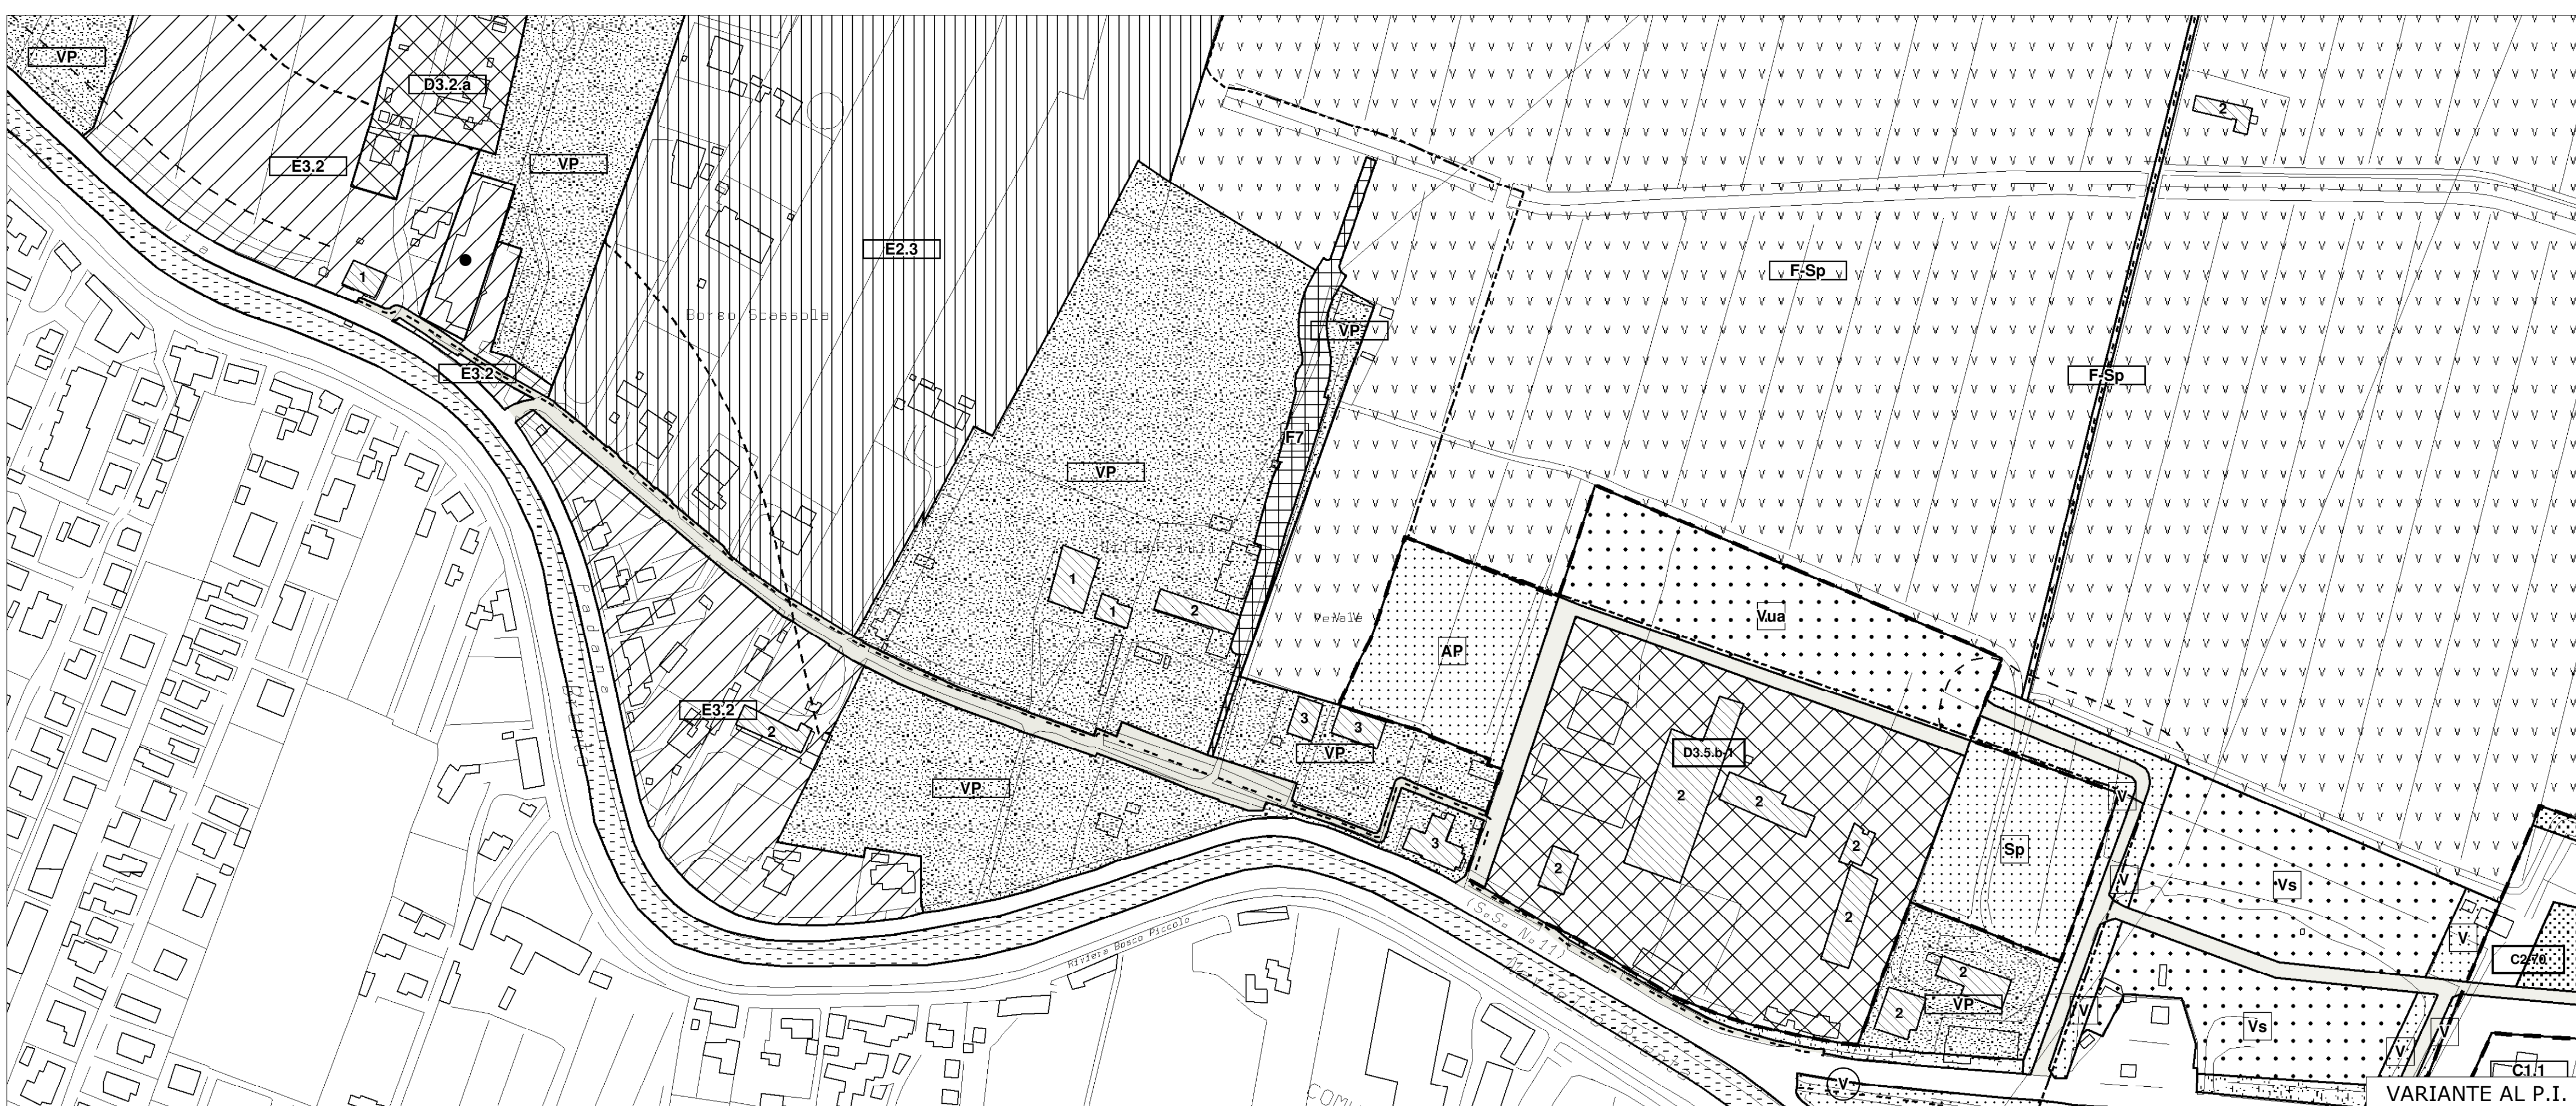 VP
D3.2.a
E3.2
VP
2
E2.3
F-Sp
1
Via
Borgo Scassola
VP
E3.2
F-Sp
F7
VP
1
1
2
Vua
AP
Padana
E3.2
2
3
3
VP
D3.5.b-1
2
2
VP
V
3
2
2
Sp
V
Vs
2
V
(S.S. N.11)
Riviera Bosco Piccolo
C2-70
2
VP
2
V
Vs
V
V
V
C1.1
VARIANTE AL P.I.